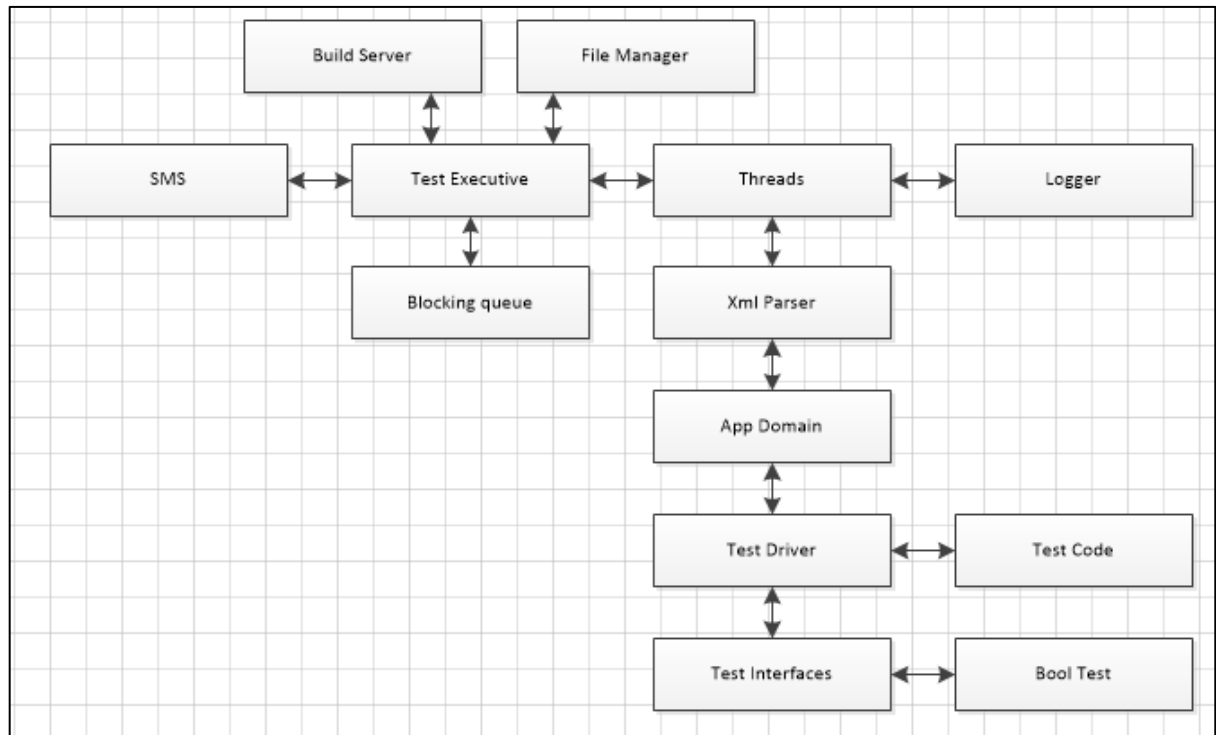 Build Server
File Manager
SMS
Test Executive
Threads
Logger
Blocking queue
Xml Parser
App Domain
Test Driver
Test Code
Test Interfaces
Bool Test